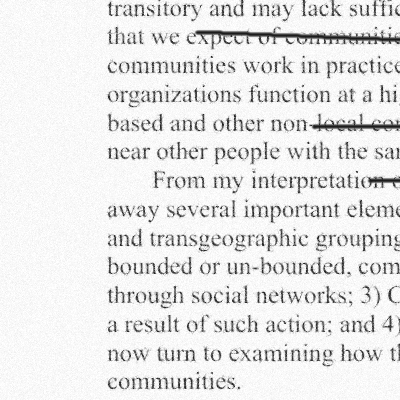 transitory and may lack suffic
that we expect of communitie
communities work in practice
organizations function at a hi
based and other non-local con
near other people with the sar
From my interpretation o
away several important eleme
and transgeographic grouping
bounded or un-bounded, com
through social networks; 3) C
a result of such action; and 4)
now turn to examining how th
communities.